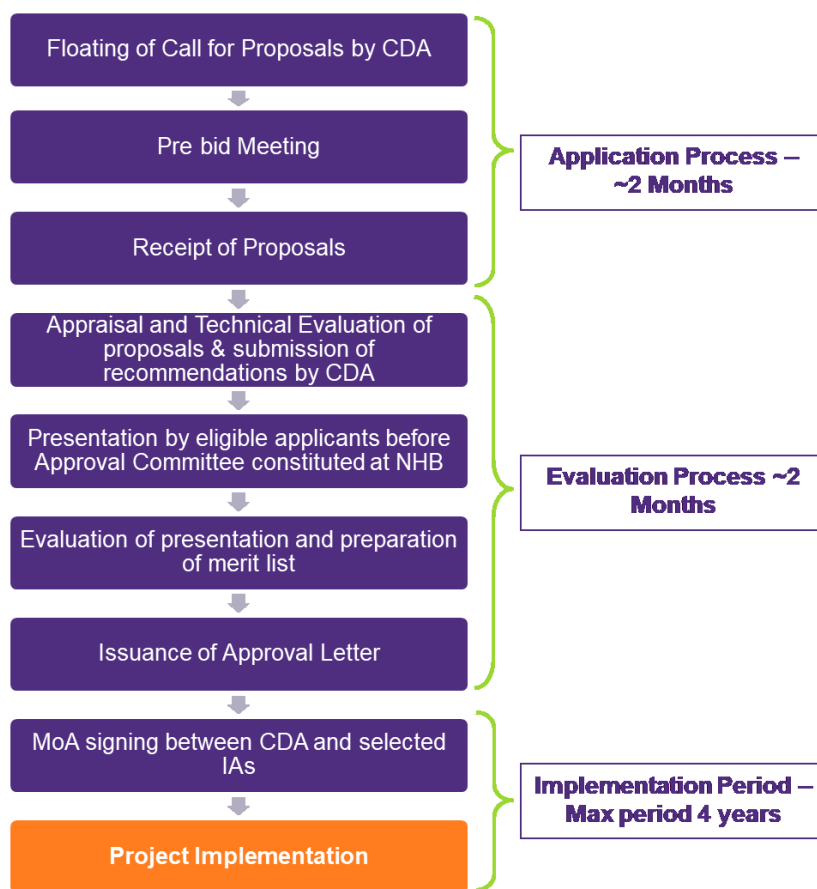 Floating of Call for Proposals by CDA
Pre bid Meeting
Receipt of Proposals
Application Process –
~2 Months
Appraisal and Technical Evaluation of
proposals & submission of
recommendations by CDA
Presentation by eligible applicants before
Approval Committee constituted at NHB
Evaluation of presentation and preparation
of merit list
Issuance of Approval Letter
Evaluation Process ~2
Months
MoA signing between CDA and selected
IAs
Project Implementation
Implementation Period –
Max period 4 years